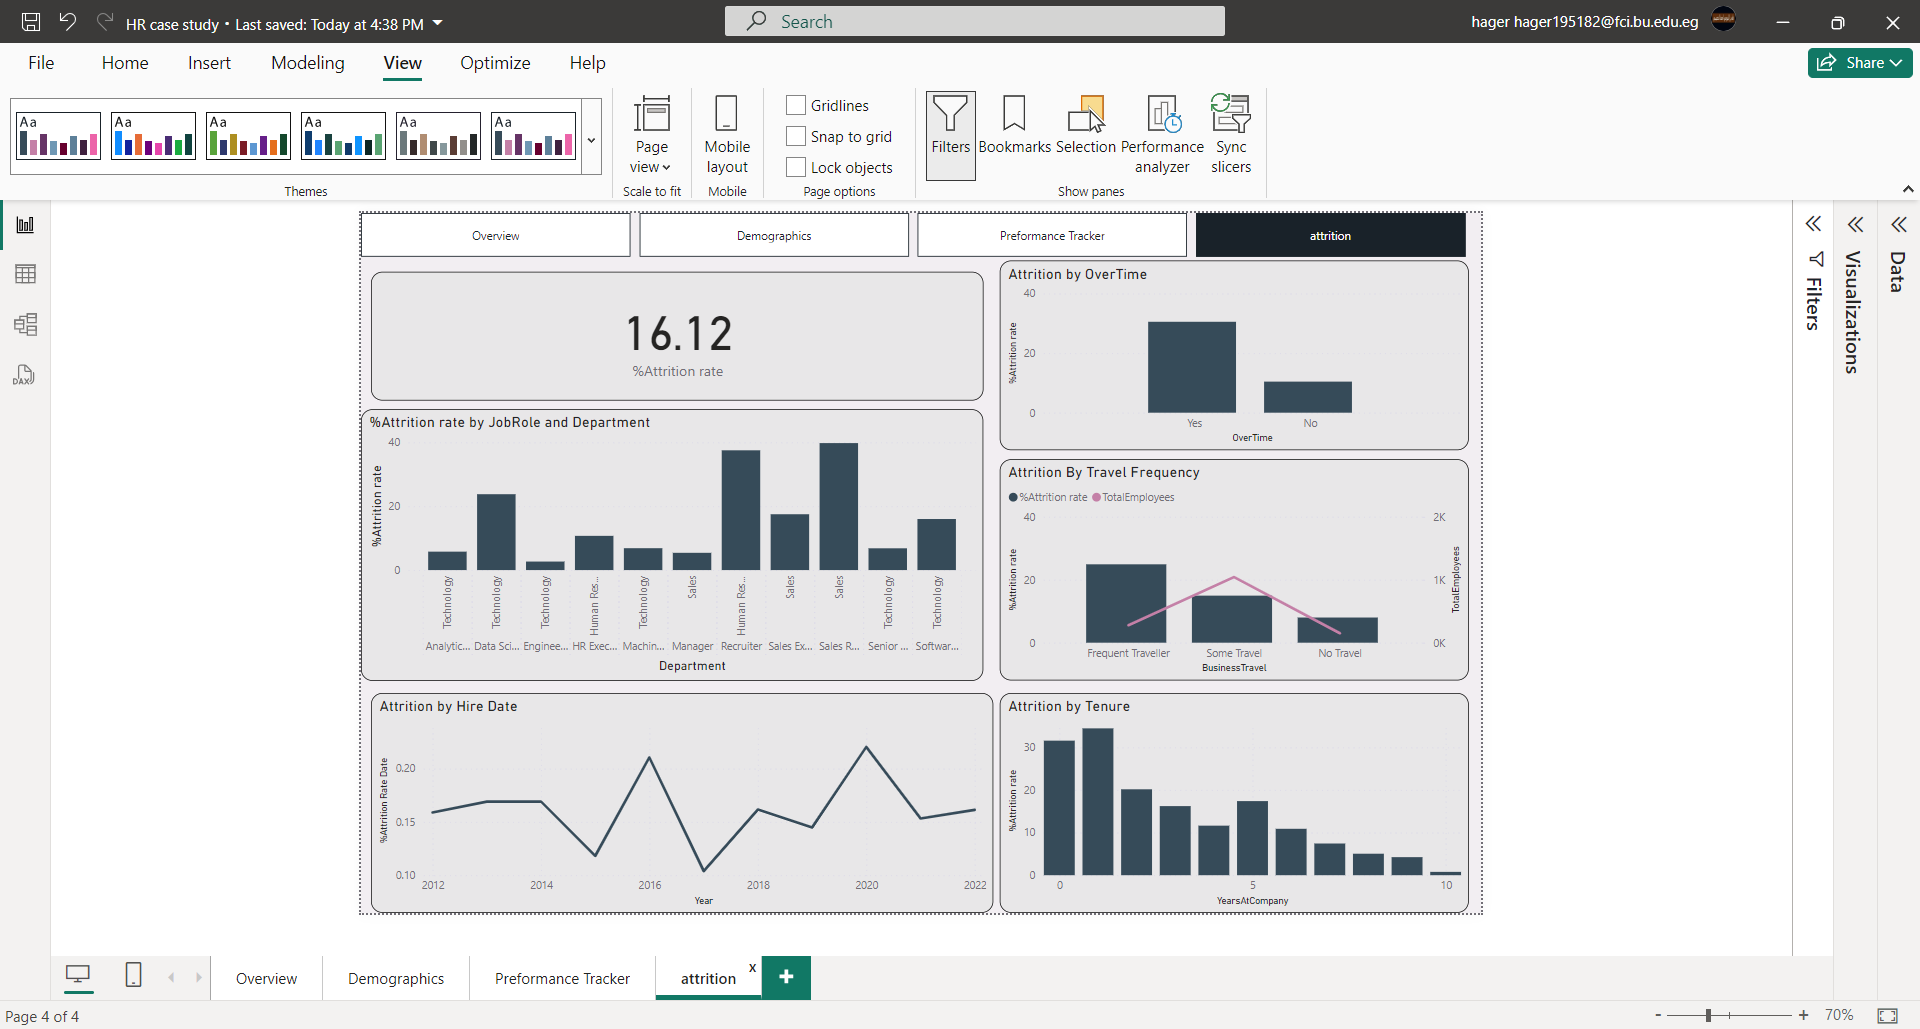 HR case study • Last saved: Today at 4:38 PM
Search
hager hager195182@fci.bu.edu.eg
File Home Insert Modeling View Optimize Help
Share
Aa Aa Aa Aa Aa Aa
Themes
Page view
Scale to fit
Mobile layout
Mobile
Gridlines
Snap to grid
Lock objects
Page options
Filters
Bookmarks
Selection
Performance analyzer
Sync slicers
Show panes
DAX
Overview
Demographics
Preformance Tracker
attrition
16.12
%Attrition rate
Attrition by OverTime
%Attrition rate
40
20
0
Yes No
OverTime
%Attrition rate by JobRole and Department
%Attrition rate
40
20
0
Technology Technology Technology Human Res... Technology Sales Human Res... Sales Sales Technology Technology
Analytic... Data Sci... Enginee... HR Exec... Machin... Manager Recruiter Sales Ex... Sales R... Senior ... Softwar...
Department
Attrition By Travel Frequency
%Attrition rate TotalEmployees
%Attrition rate
40
20
0
2K
1K
0K
TotalEmployees
Frequent Traveller Some Travel No Travel
BusinessTravel
Attrition by Hire Date
%Attrition Rate Date
0.20
0.15
0.10
2012 2014 2016 2018 2020 2022
Year
Attrition by Tenure
%Attrition rate
30
20
10
0
0 5 10
YearsAtCompany
Filters
Visualizations
Data
Overview Demographics Preformance Tracker attrition x +
Page 4 of 4
- + 70%